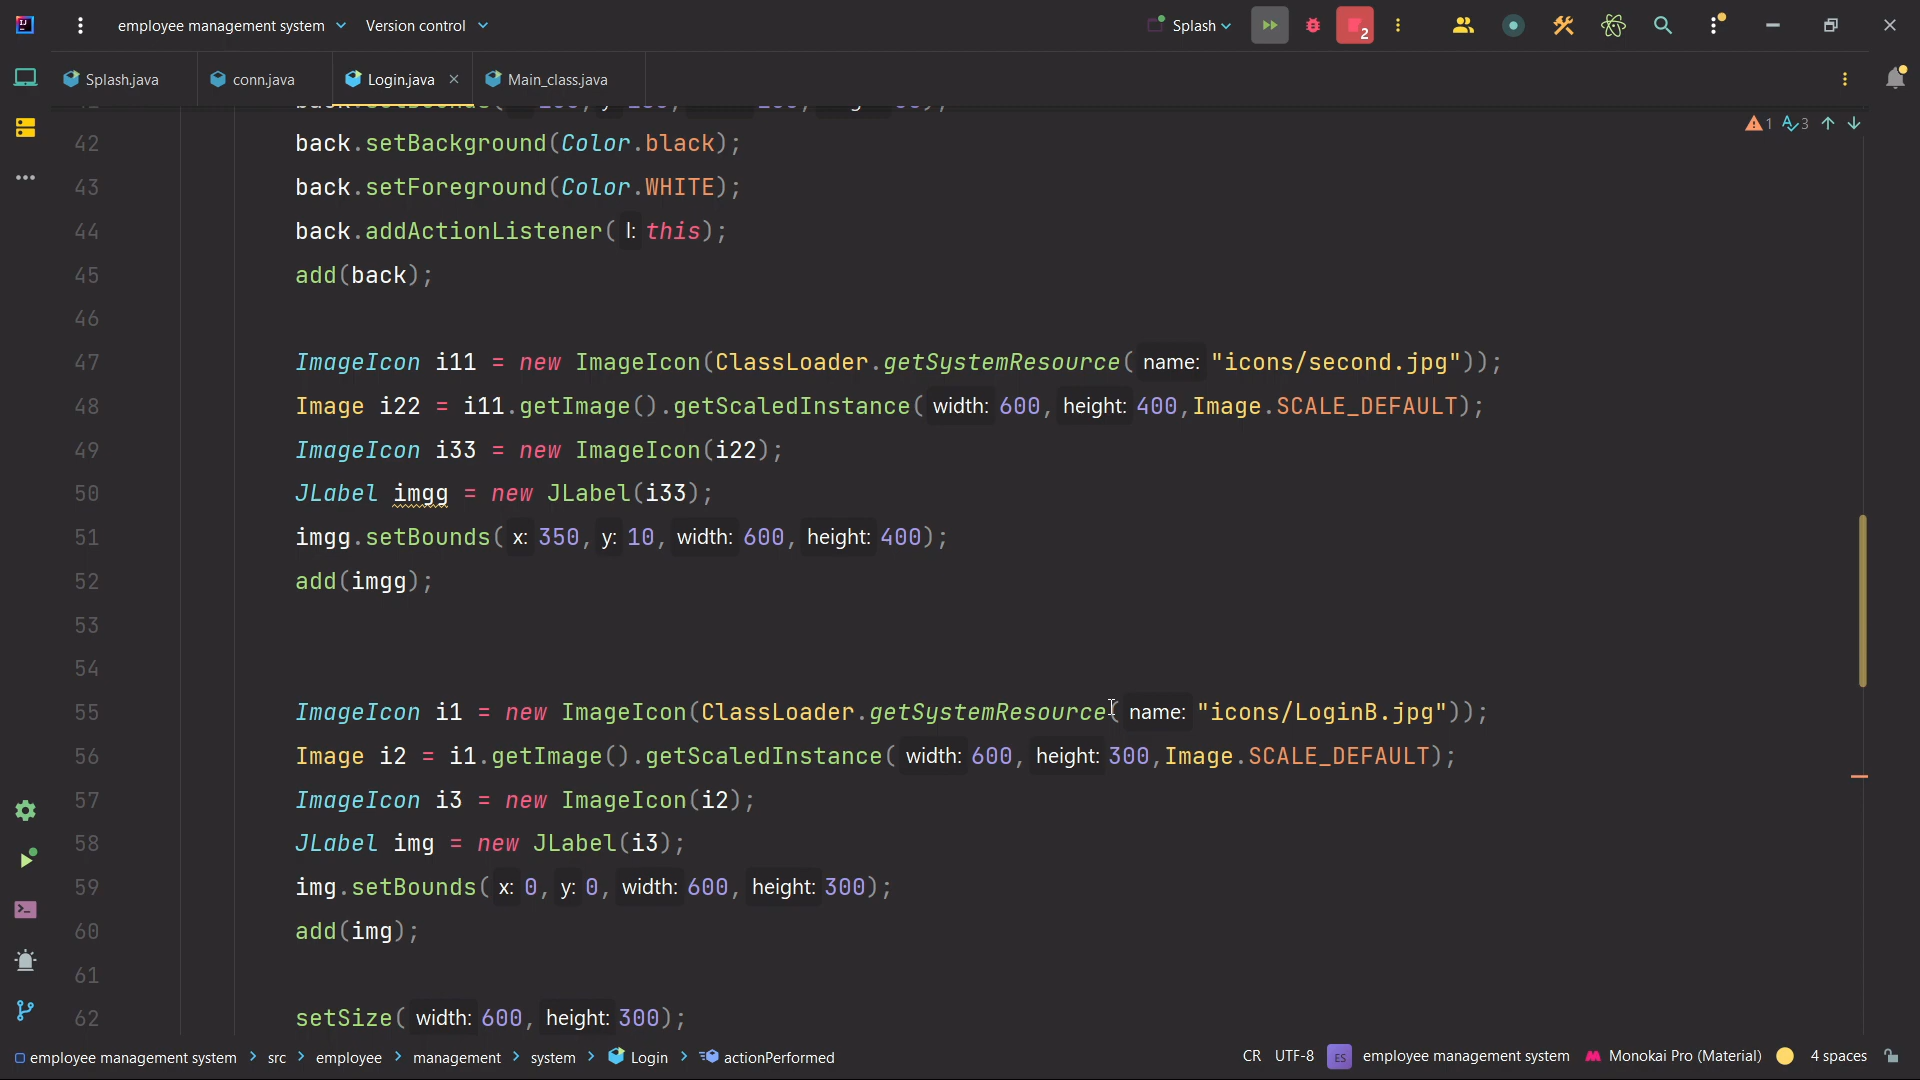 employee management system Version control Splash 2
Splash.java conn.java Login.java Main_class.java
1 3
42 back.setBackground(Color.black);
43 back.setForeground(Color.WHITE);
44 back.addActionListener( l: this);
45 add(back);
46
47 ImageIcon i11 = new ImageIcon(ClassLoader.getSystemResource( name: "icons/second.jpg"));
48 Image i22 = i11.getImage().getScaledInstance( width: 600, height: 400,Image.SCALE_DEFAULT);
49 ImageIcon i33 = new ImageIcon(i22);
50 JLabel imgg = new JLabel(i33);
51 imgg.setBounds( x: 350, y: 10, width: 600, height: 400);
52 add(imgg);
53
54
55 ImageIcon i1 = new ImageIcon(ClassLoader.getSystemResource( name: "icons/LoginB.jpg"));
56 Image i2 = i1.getImage().getScaledInstance( width: 600, height: 300,Image.SCALE_DEFAULT);
57 ImageIcon i3 = new ImageIcon(i2);
58 JLabel img = new JLabel(i3);
59 img.setBounds( x: 0, y: 0, width: 600, height: 300);
60 add(img);
61
62 setSize( width: 600, height: 300);
employee management system > src > employee > management > system > Login > actionPerformed CR UTF-8 ES employee management system Monokai Pro (Material) 4 spaces